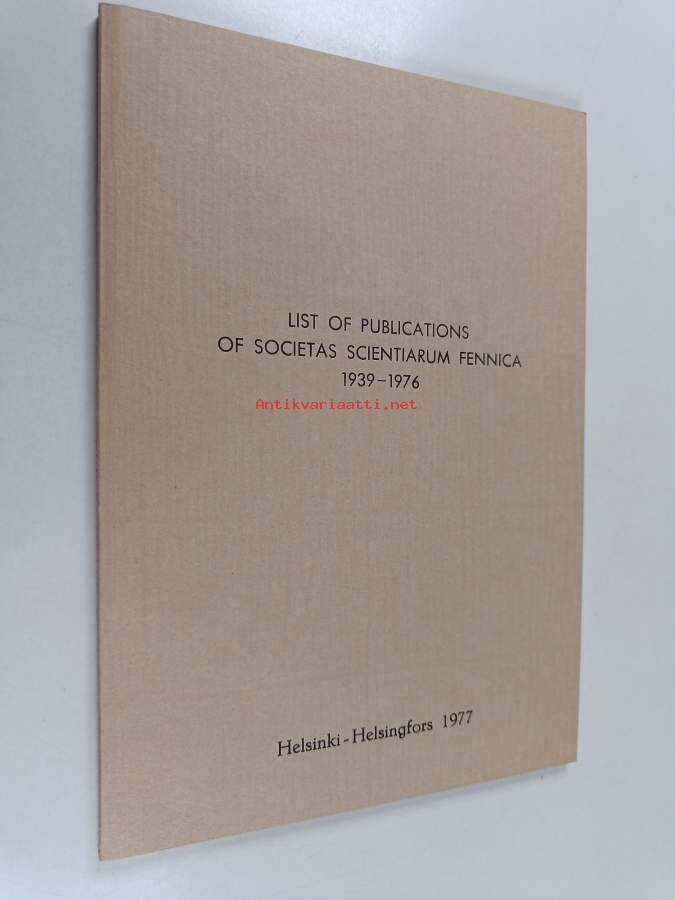 LIST OF PUBLICATIONS
OF SOCIETAS SCIENTIARUM FENNICA
1939–1976
Antikvariaatti.net
Helsinki - Helsingfors 1977